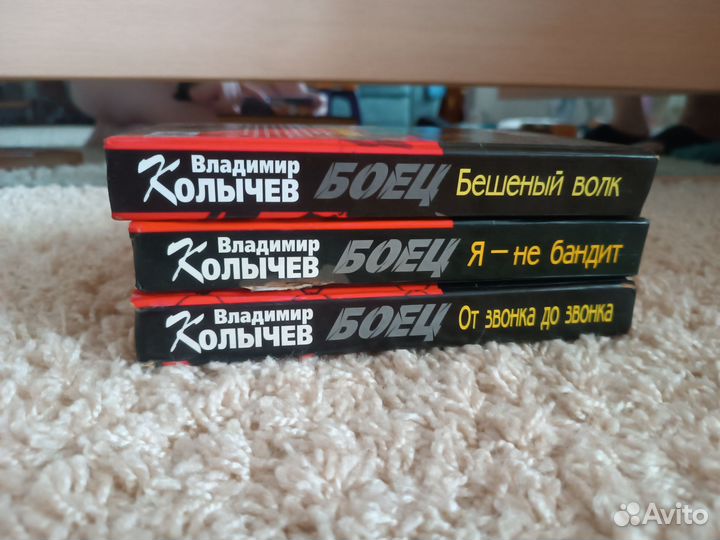 Владимир
Колычев
БОЕЦ
Бешеный волк
Владимир
Колычев
БОЕЦ
Я – не бандит
Владимир
Колычев
БОЕЦ
От звонка до звонка
Avito